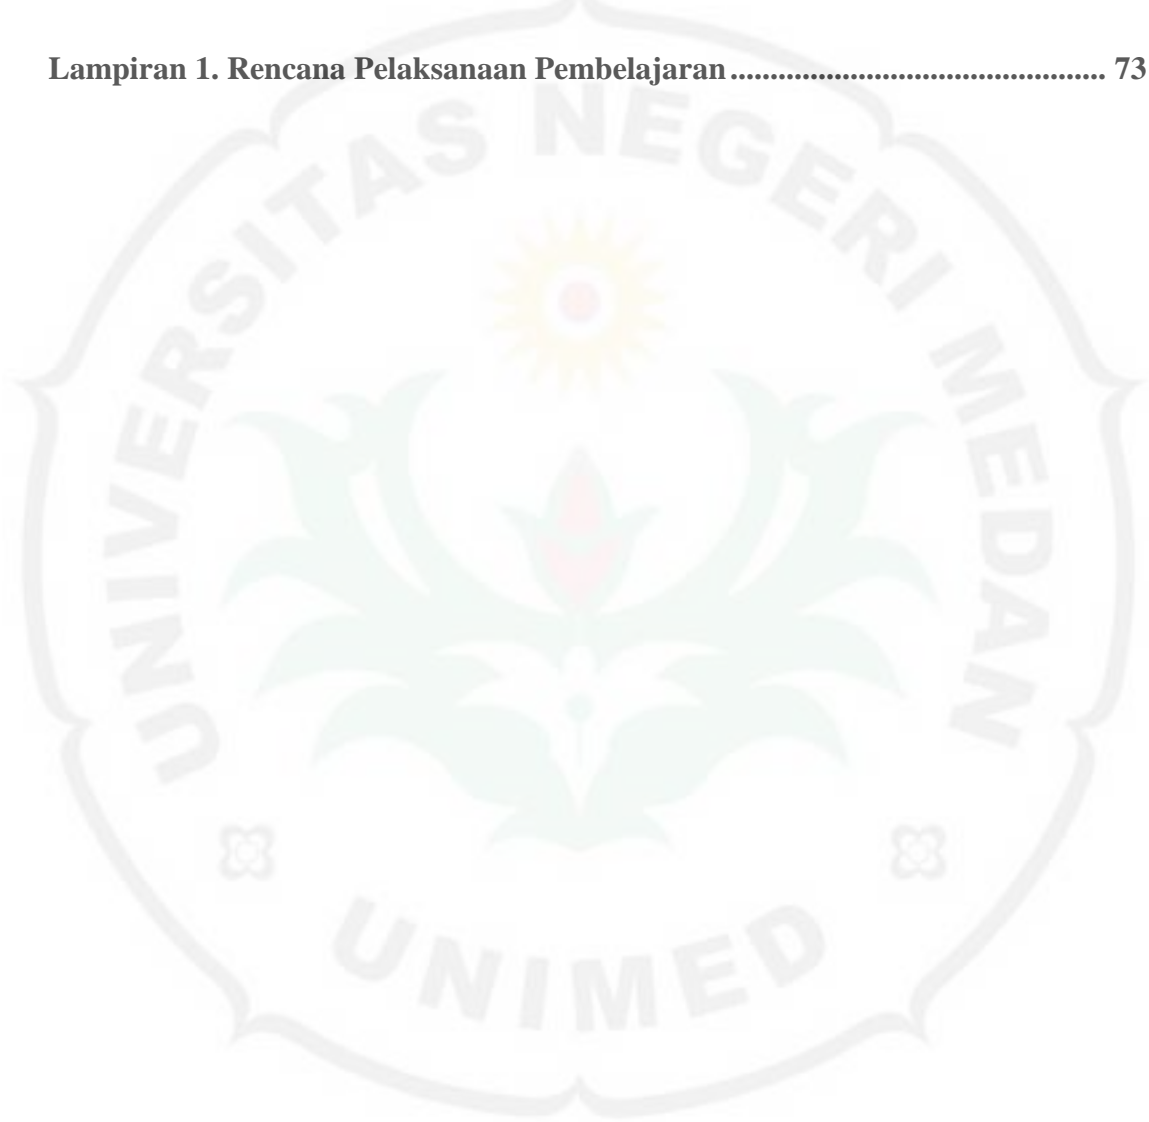 Lampiran 1. Rencana Pelaksanaan Pembelajaran............................................... 73
UNIVERSITAS NEGERI MEDAN
UNIMED